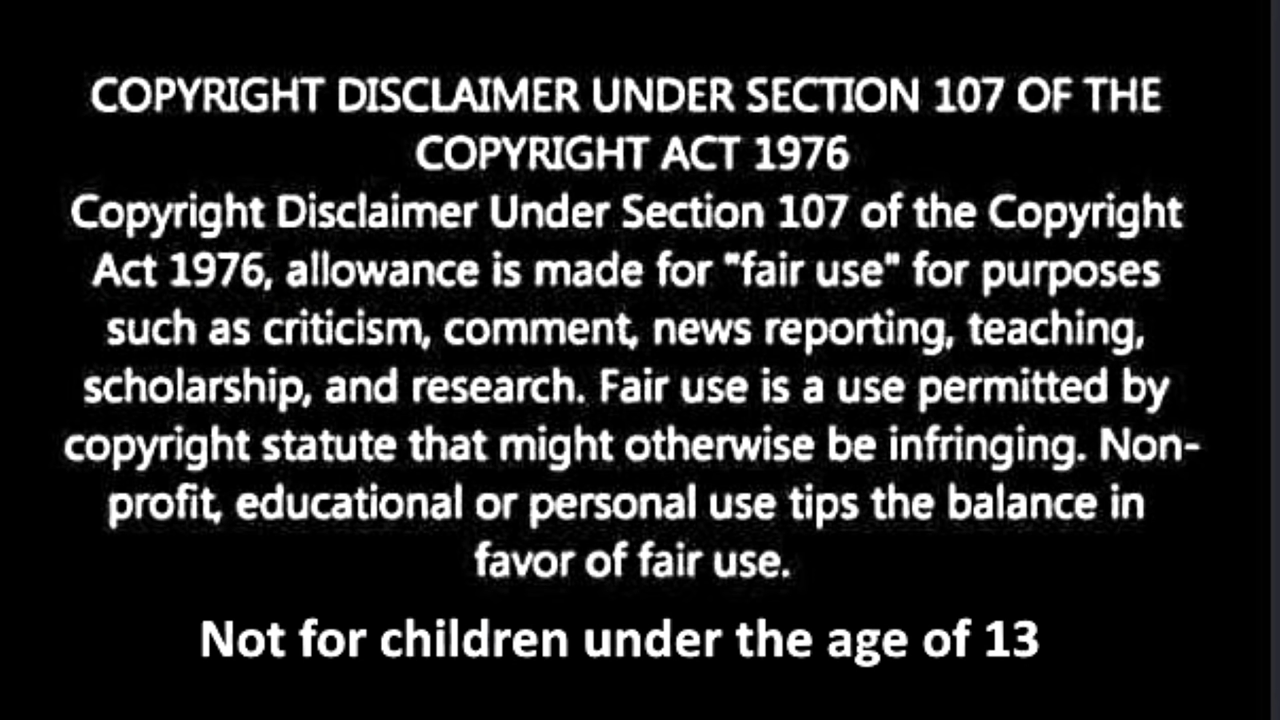 COPYRIGHT DISCLAIMER UNDER SECTION 107 OF THE
COPYRIGHT ACT 1976
Copyright Disclaimer Under Section 107 of the Copyright
Act 1976, allowance is made for "fair use" for purposes
such as criticism, comment, news reporting, teaching,
scholarship, and research. Fair use is a use permitted by
copyright statute that might otherwise be infringing. Non-
profit, educational or personal use tips the balance in
favor of fair use.
Not for children under the age of 13